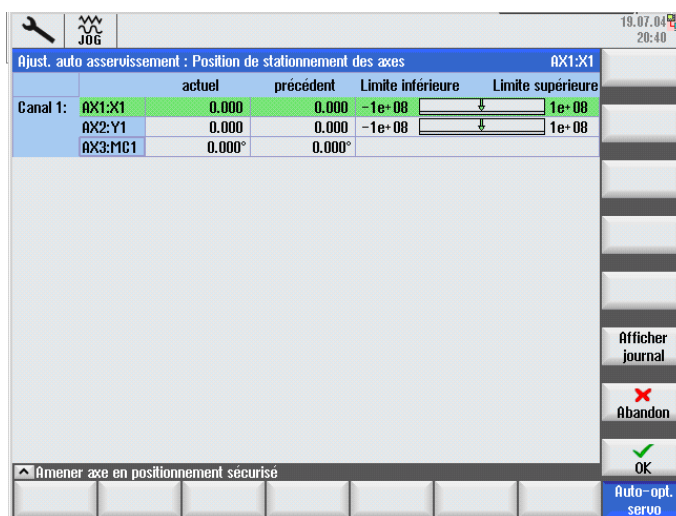 JOG
19.07.04
20:40
Ajust. auto asservissement : Position de stationnement des axes AX1:X1
actuel précédent Limite inférieure Limite supérieure
Canal 1: AX1:X1 0.000 0.000 -1e+08 1e+08
AX2:Y1 0.000 0.000 -1e+08 1e+08
AX3:MC1 0.000° 0.000°
Afficher
journal
Abandon
OK
Amener axe en positionnement sécurisé
Auto-opt.
servo